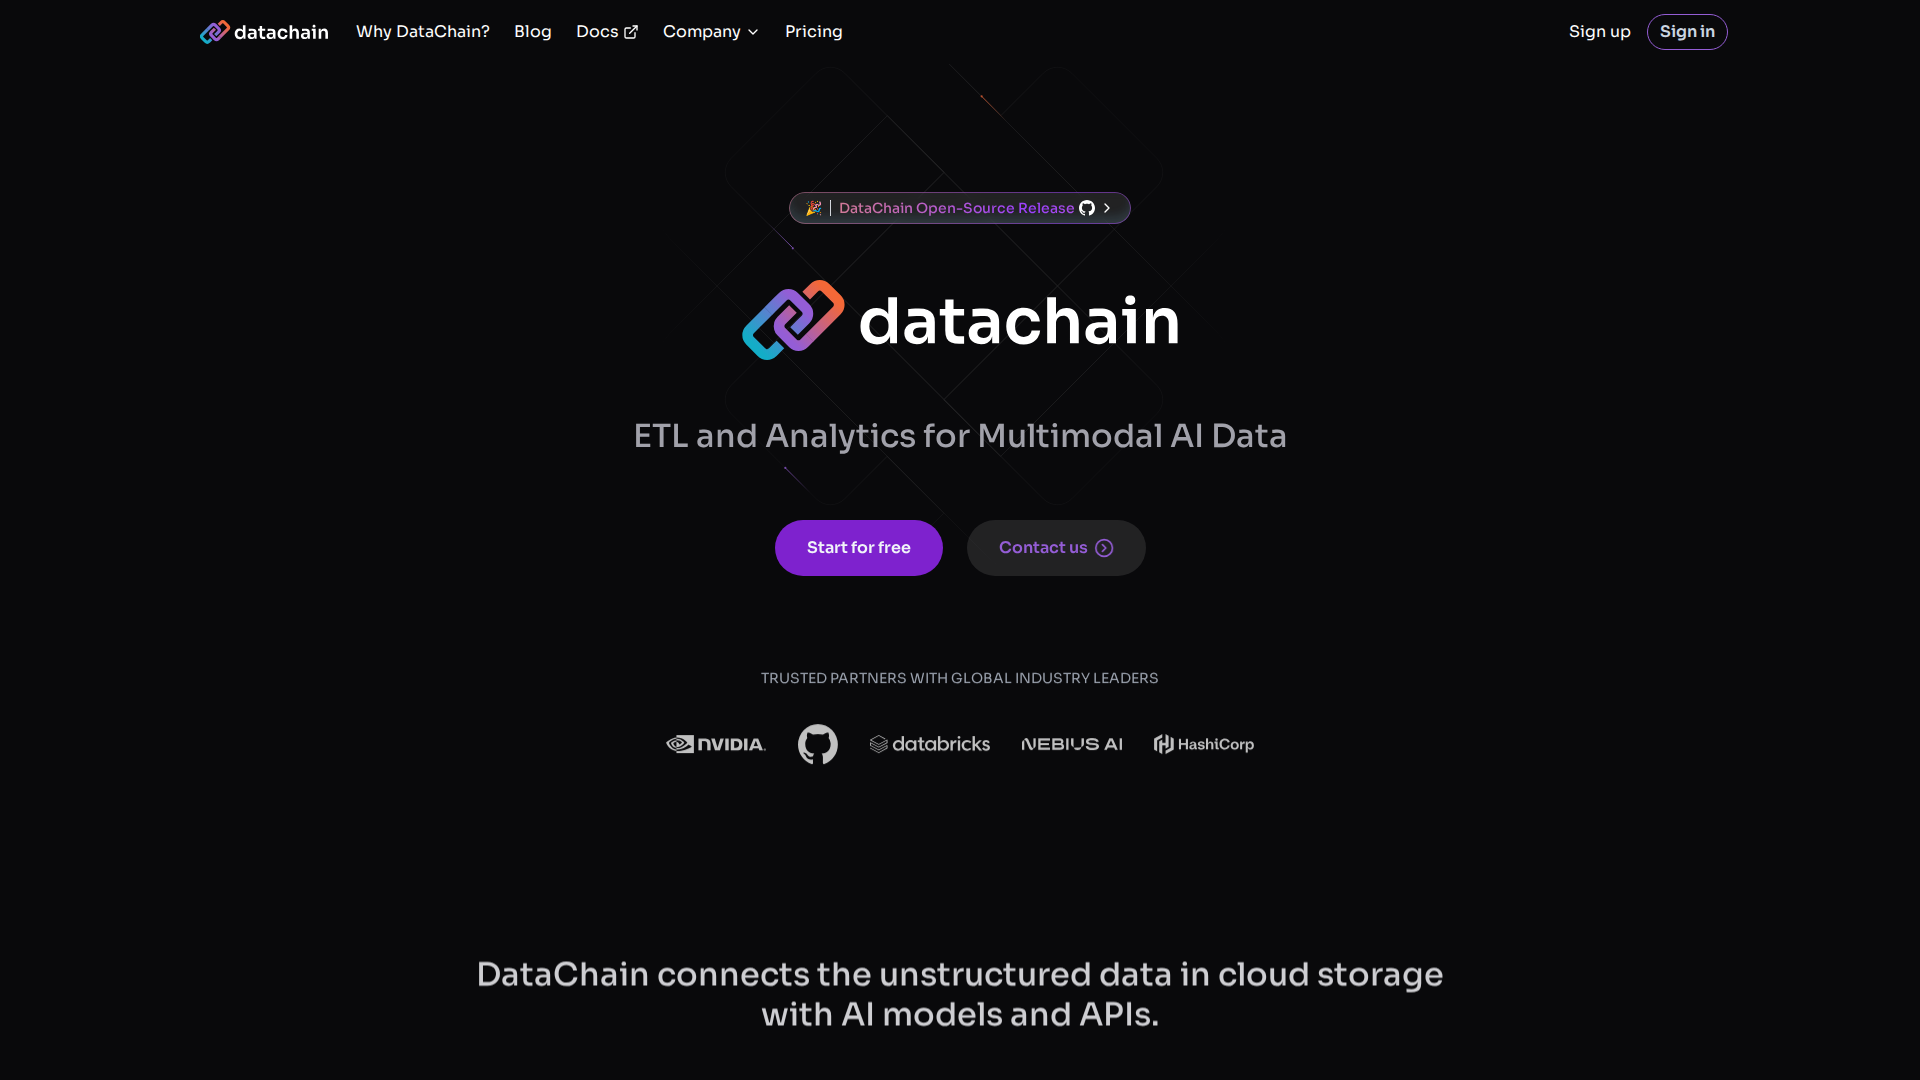 datachain
Why DataChain?
Blog
Docs
Company
Pricing
Sign up
Sign in
DataChain Open-Source Release
datachain
ETL and Analytics for Multimodal AI Data
Start for free
Contact us
TRUSTED PARTNERS WITH GLOBAL INDUSTRY LEADERS
NVIDIA.
databricks
NEBIUS AI
HashiCorp
DataChain connects the unstructured data in cloud storage
with AI models and APIs.